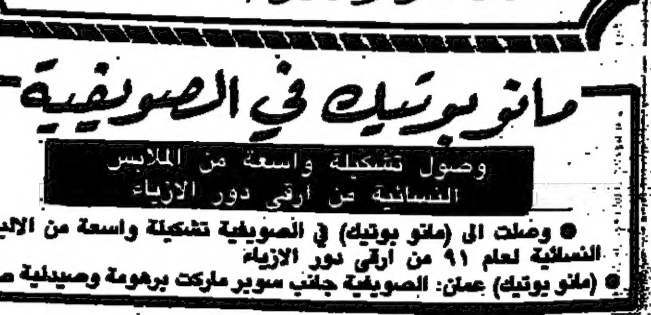 مانو بوتيك في الصويفية
وصول تشكيلة واسعة من الملابس
النسائية من ارقى دور الازياء
وصلت الى (مانو بوتيك) في الصويفية تشكيلة واسعة من
النسائية لعام ٩١ من ارقى دور الازياء
(مانو بوتيك) عمان: الصويفية جانب سوبر ماركت برهومة وصيدلية